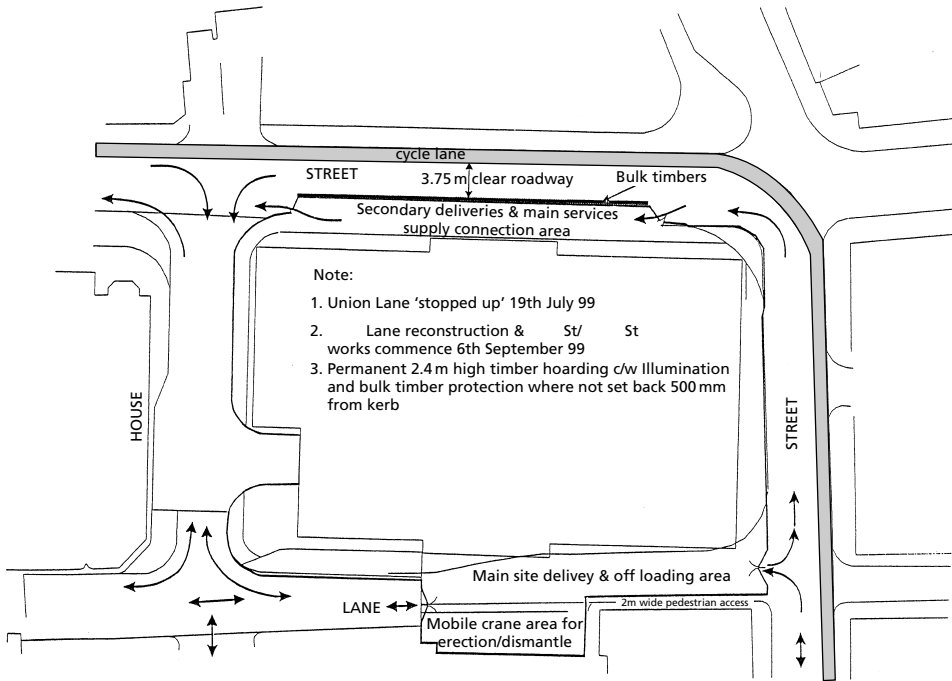 cycle lane
STREET
3.75 m clear roadway
Bulk timbers
Secondary deliveries & main services
supply connection area
Note:
1. Union Lane ‘stopped up’ 19th July 99
2. Lane reconstruction & St/ St
works commence 6th September 99
3. Permanent 2.4 m high timber hoarding c/w Illumination
and bulk timber protection where not set back 500 mm
from kerb
HOUSE
STREET
Main site delivey & off loading area
LANE
2m wide pedestrian access
Mobile crane area for
erection/dismantle